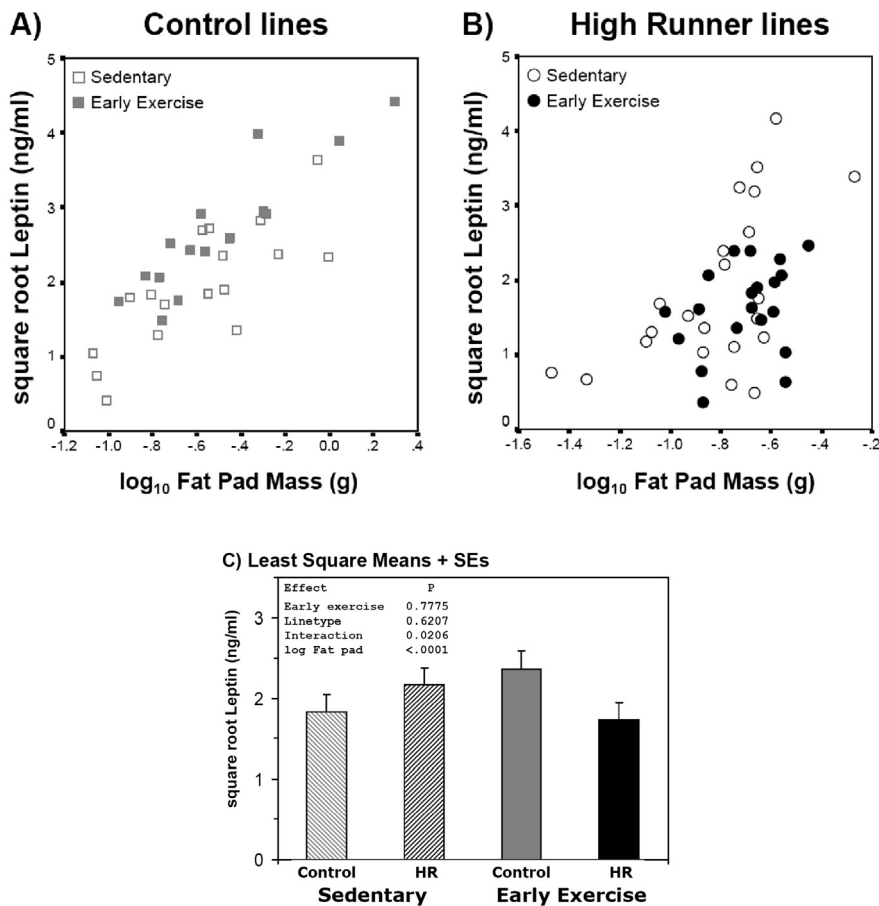 A) Control lines
square root Leptin (ng/ml)
5
4
3
2
1
0
Sedentary
Early Exercise
-1.2 -1.0 -.8 -.6 -.4 -.2 0.0 .2 .4
log10 Fat Pad Mass (g)
B) High Runner lines
square root Leptin (ng/ml)
5
4
3
2
1
0
Sedentary
Early Exercise
-1.6 -1.4 -1.2 -1.0 -.8 -.6 -.4 -.2
log10 Fat Pad Mass (g)
C) Least Square Means + SEs
square root Leptin (ng/ml)
3
2
1
0
Effect P
Early exercise 0.7775
Linetype 0.6207
Interaction 0.0206
log Fat pad <.0001
Control HR Control HR
Sedentary Early Exercise